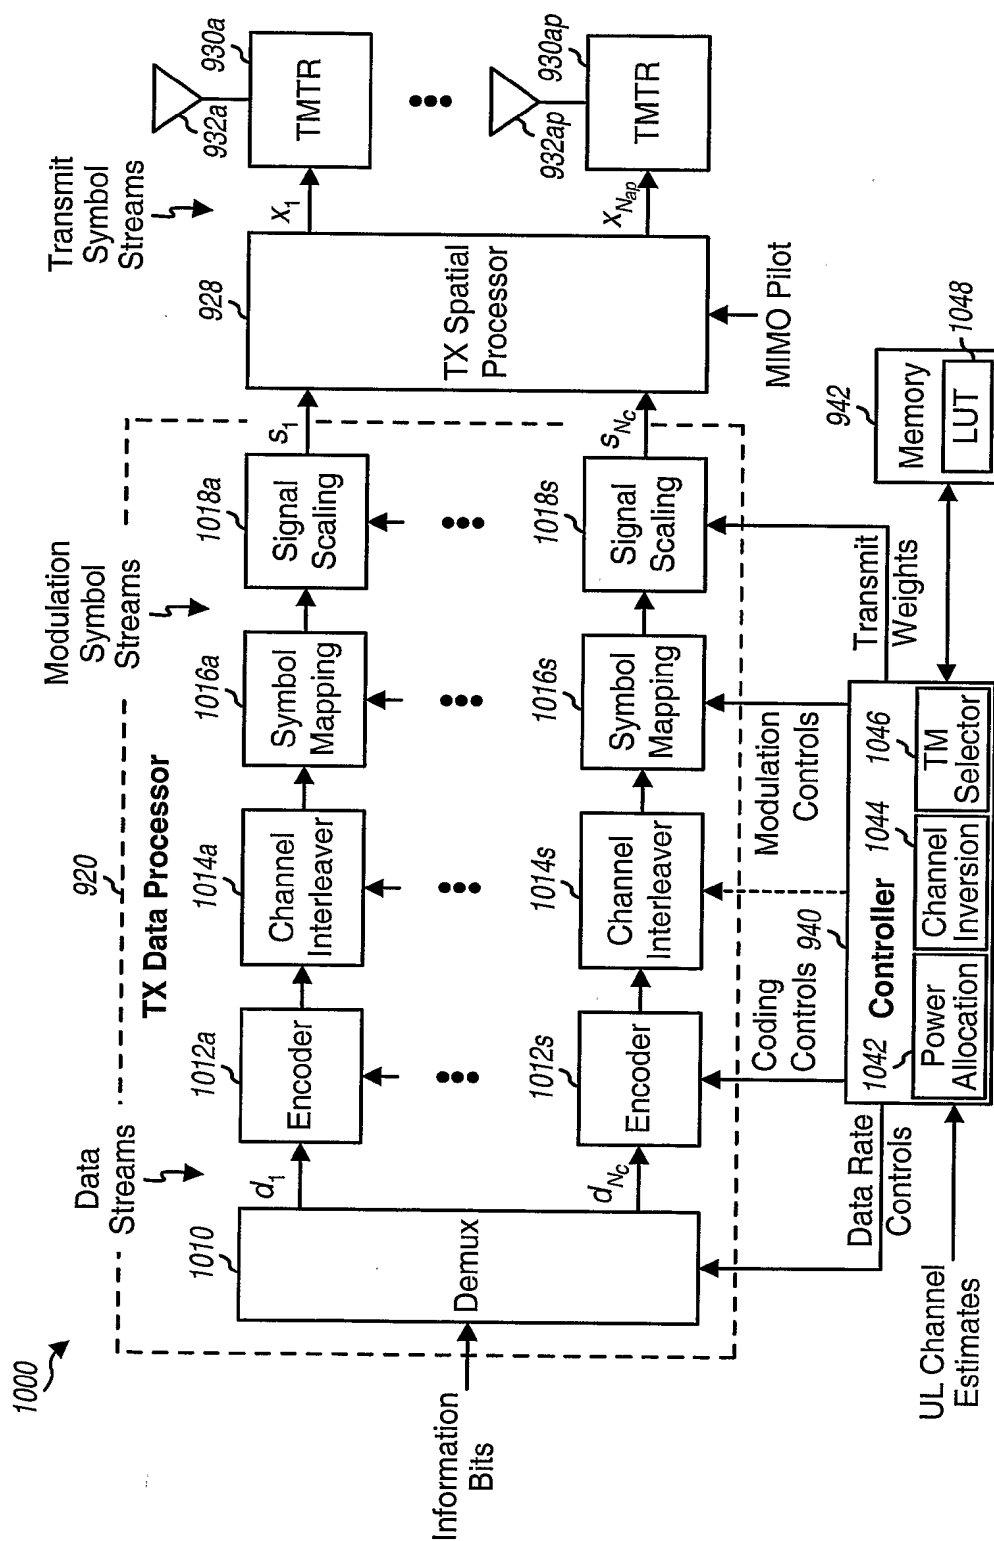 1000
920
Data
Streams
Modulation
Symbol
Streams
Transmit
Symbol
Streams
TX Data Processor
1010
Demux
Information
Bits
d1
1012a
Encoder
1014a
Channel
Interleaver
1016a
Symbol
Mapping
1018a
Signal
Scaling
s1
928
TX Spatial
Processor
x1
932a
930a
TMTR
dNc
1012s
Encoder
1014s
Channel
Interleaver
1016s
Symbol
Mapping
1018s
Signal
Scaling
sNc
xNap
932ap
930ap
TMTR
MIMO Pilot
Data Rate
Controls
Coding
Controls
940
Modulation
Controls
Transmit
Weights
UL Channel
Estimates
Controller
1042
Power
Allocation
1044
Channel
Inversion
1046
TM
Selector
942
Memory
1048
LUT